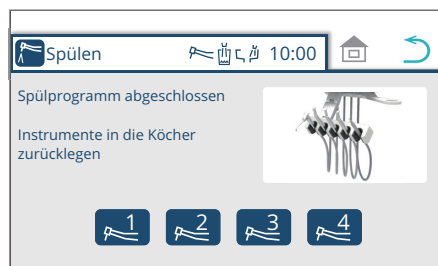 Spülen 10:00
Spülprogramm abgeschlossen
Instrumente in die Köcher
zurücklegen
1 2 3 4